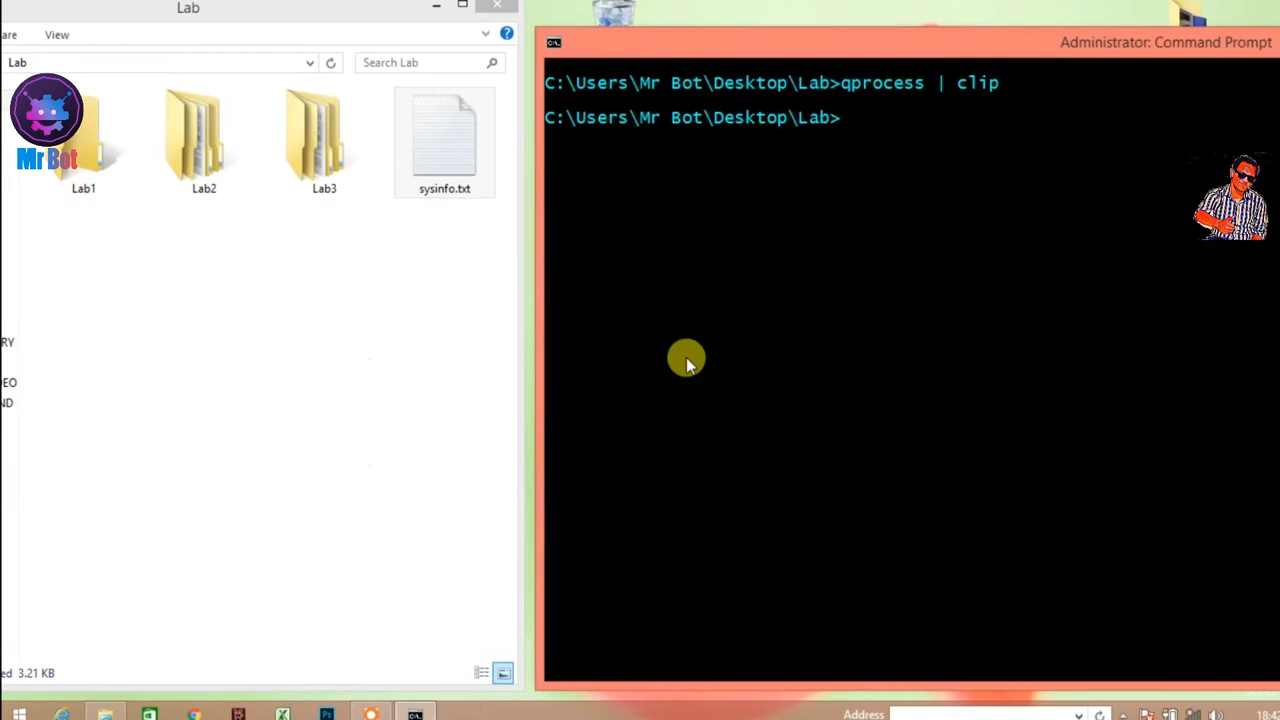 Lab
are View
Lab
Search Lab
Mr Bot
Lab1 Lab2 Lab3 sysinfo.txt
RY
EO
ND
ed 3.21 KB
Administrator: Command Prompt
C:\Users\Mr Bot\Desktop\Lab>qprocess | clip
C:\Users\Mr Bot\Desktop\Lab>
Address